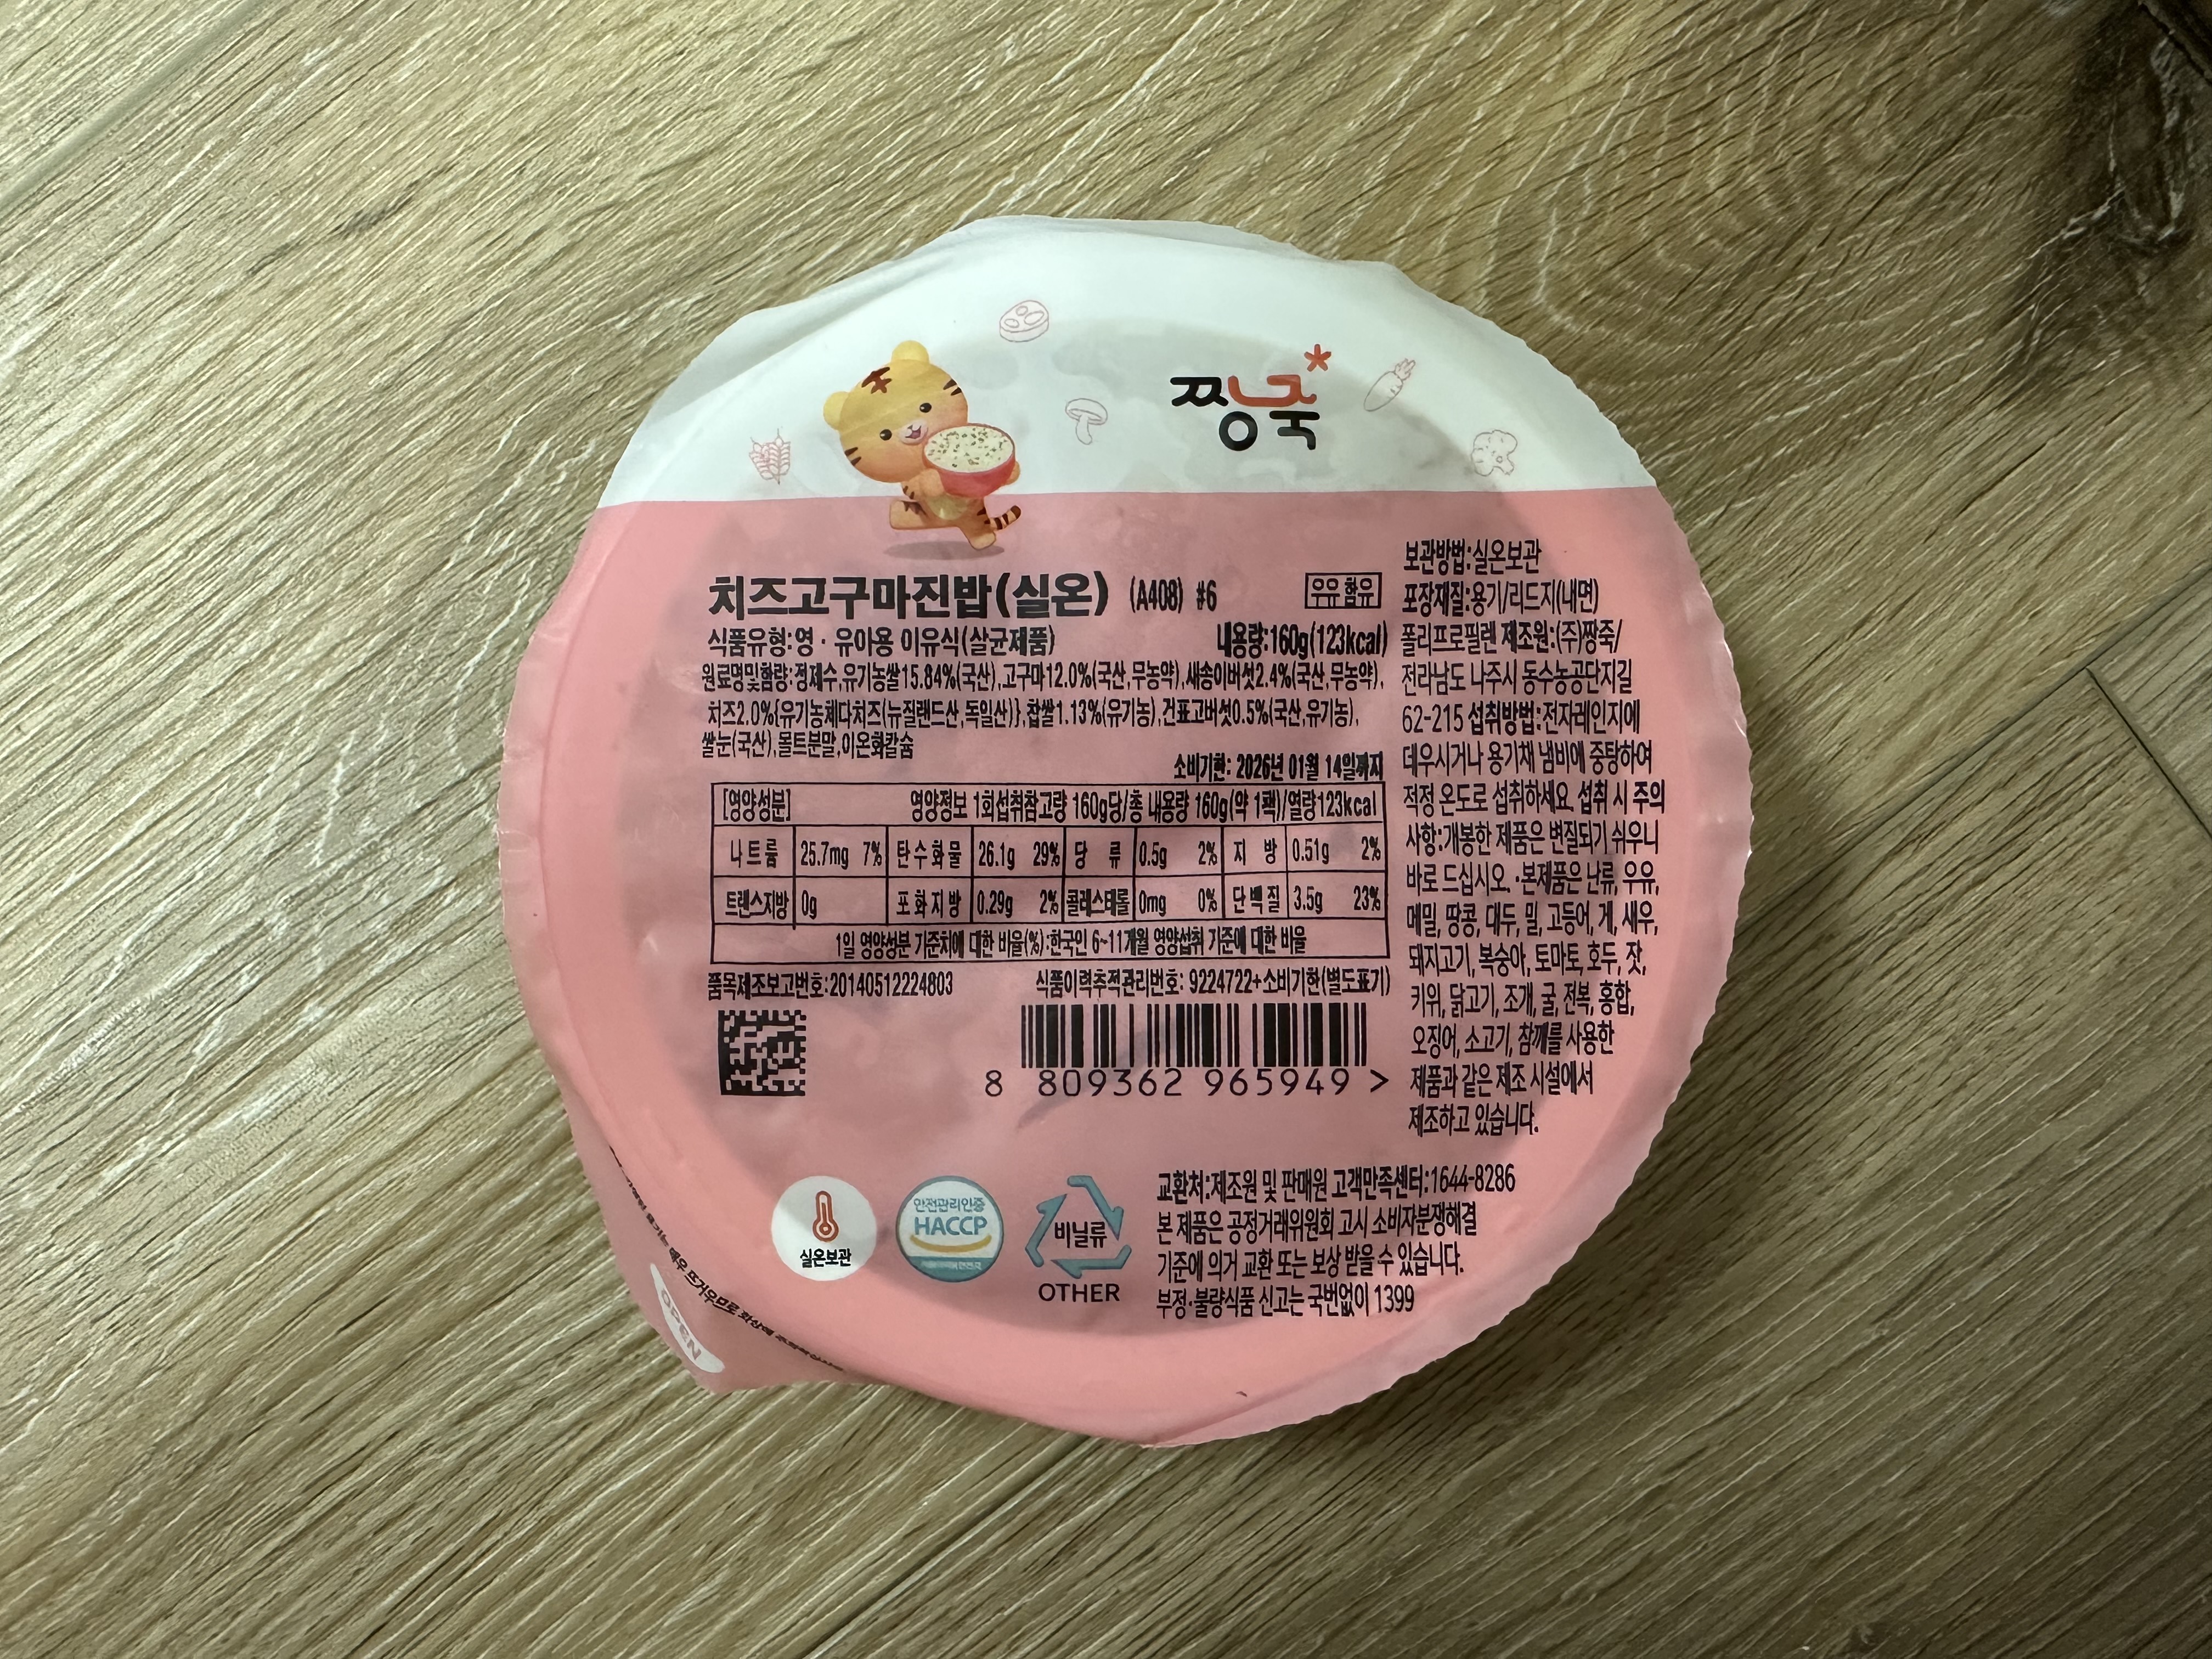 짱죽
치즈고구마진밥(실온) (A408) #6 우유 함유
식품유형:영·유아용 이유식(살균제품) 내용량:160g(123kcal)
원료명및함량:정제수,유기농쌀15.84%(국산),고구마12.0%(국산,무농약),새송이버섯2.4%(국산,무농약),
치즈2.0%{유기농체다치즈(뉴질랜드산,독일산)},찹쌀1.13%(유기농),건표고버섯0.5%(국산,유기농),
쌀눈(국산),몰트분말,이온화칼슘
소비기한: 2026년 01월 14일까지
[영양성분] 영양정보 1회섭취참고량 160g당/총 내용량 160g(약 1팩)/열량123kcal
나트륨 25.7mg 7% 탄수화물 26.1g 29% 당 류 0.5g 2% 지 방 0.51g 2%
트랜스지방 0g 포화지방 0.29g 2% 콜레스테롤 0mg 0% 단백질 3.5g 23%
1일 영양성분 기준치에 대한 비율(%):한국인 6~11개월 영양섭취 기준에 대한 비율
품목제조보고번호:20140512224803 식품이력추적관리번호: 9224722+소비기한(별도표기)
8 809362 965949 >
보관방법:실온보관
포장재질:용기/리드지(내면)
폴리프로필렌 제조원:(주)짱죽/
전라남도 나주시 동수농공단지길
62-215 섭취방법:전자레인지에
데우시거나 용기채 냄비에 중탕하여
적정 온도로 섭취하세요. 섭취 시 주의
사항:개봉한 제품은 변질되기 쉬우니
바로 드십시오. ·본제품은 난류, 우유,
메밀, 땅콩, 대두, 밀, 고등어, 게, 새우,
돼지고기, 복숭아, 토마토, 호두, 잣,
키위, 닭고기, 조개, 굴, 전복, 홍합,
오징어, 소고기, 참깨를 사용한
제품과 같은 제조 시설에서
제조하고 있습니다.
실온보관
안전관리인증
HACCP
비닐류
OTHER
교환처:제조원 및 판매원 고객만족센터:1644-8286
본 제품은 공정거래위원회 고시 소비자분쟁해결
기준에 의거 교환 또는 보상 받을 수 있습니다.
부정·불량식품 신고는 국번없이 1399
매우 뜨거우므로 화상에
OPEN